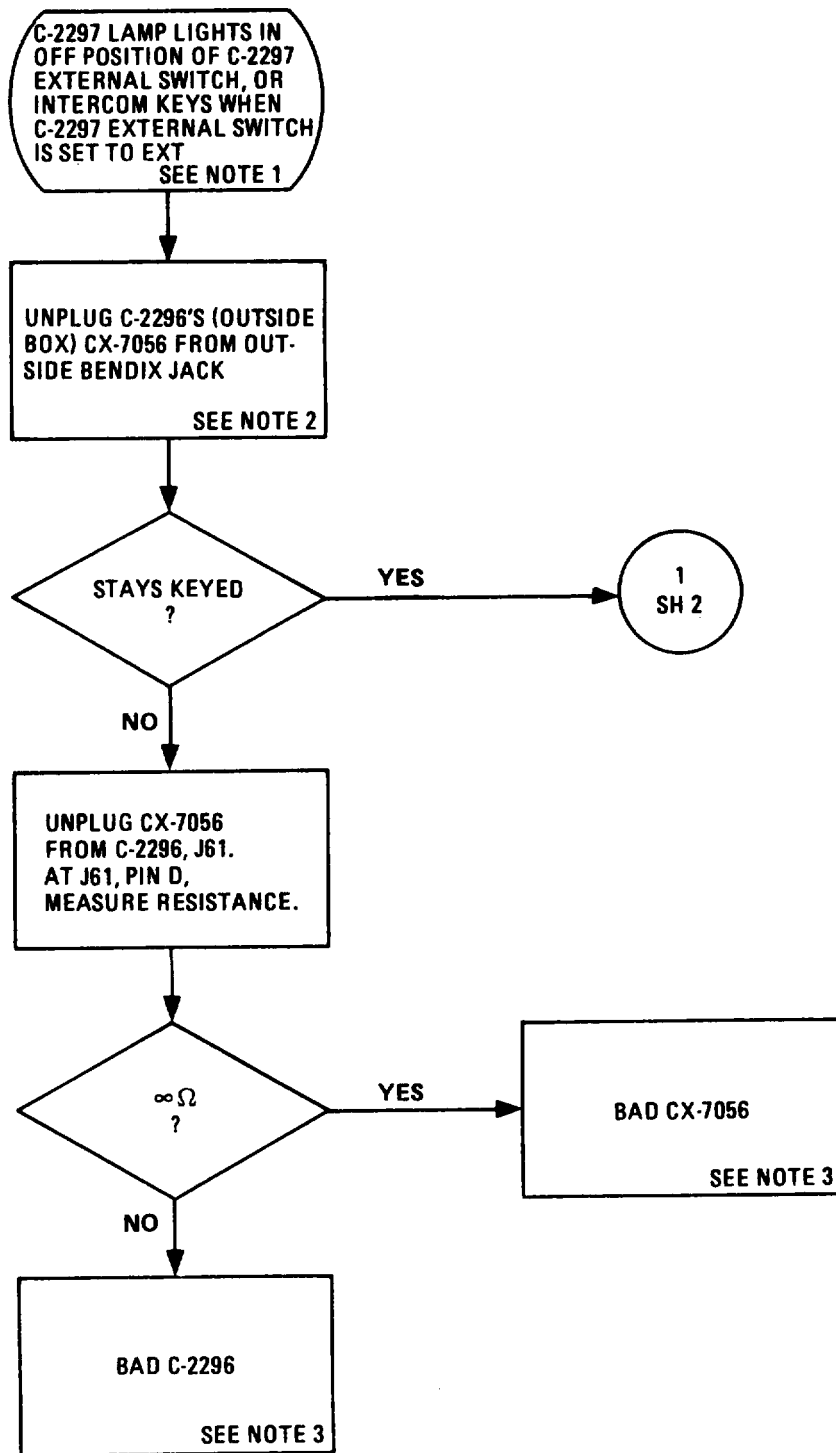 C-2297 LAMP LIGHTS IN
OFF POSITION OF C-2297
EXTERNAL SWITCH, OR
INTERCOM KEYS WHEN
C-2297 EXTERNAL SWITCH
IS SET TO EXT
SEE NOTE 1
UNPLUG C-2296'S (OUTSIDE
BOX) CX-7056 FROM OUT-
SIDE BENDIX JACK
SEE NOTE 2
STAYS KEYED
?
YES
1
SH 2
NO
UNPLUG CX-7056
FROM C-2296, J61.
AT J61, PIN D,
MEASURE RESISTANCE.
∞ Ω
?
YES
BAD CX-7056
SEE NOTE 3
NO
BAD C-2296
SEE NOTE 3